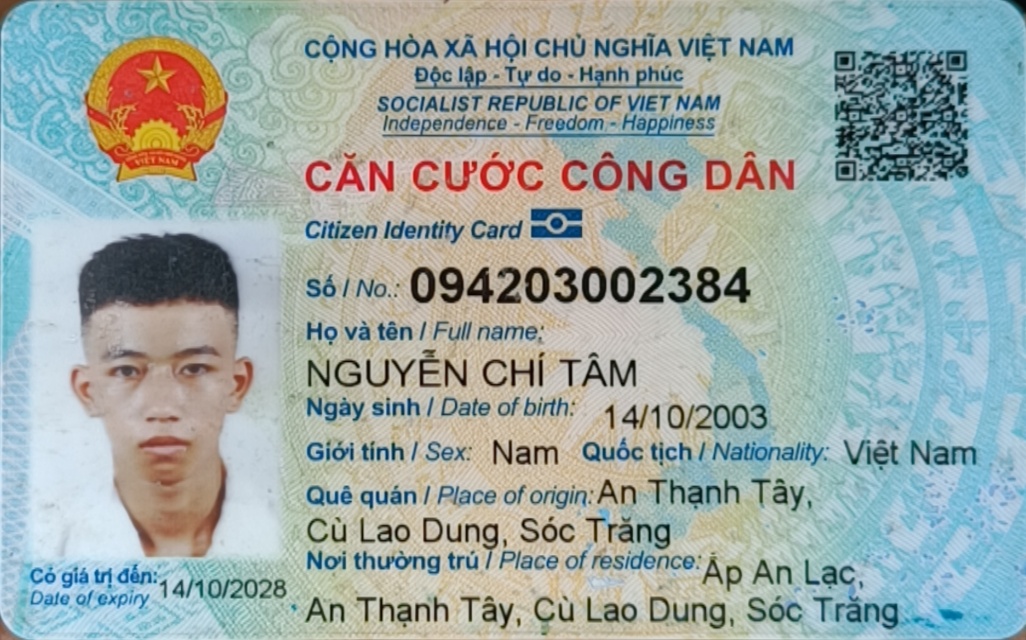 CỘNG HÒA XÃ HỘI CHỦ NGHĨA VIỆT NAM
Độc lập - Tự do - Hạnh phúc
SOCIALIST REPUBLIC OF VIET NAM
Independence - Freedom - Happiness
CĂN CƯỚC CÔNG DÂN
Citizen Identity Card
VIỆT NAM
Số / No.: 094203002384
Họ và tên / Full name:
NGUYỄN CHÍ TÂM
Ngày sinh / Date of birth: 14/10/2003
Giới tính / Sex: Nam Quốc tịch / Nationality: Việt Nam
Quê quán / Place of origin: An Thạnh Tây,
Cù Lao Dung, Sóc Trăng
Nơi thường trú / Place of residence: Ấp An Lạc,
An Thạnh Tây, Cù Lao Dung, Sóc Trăng
Có giá trị đến: 14/10/2028
Date of expiry